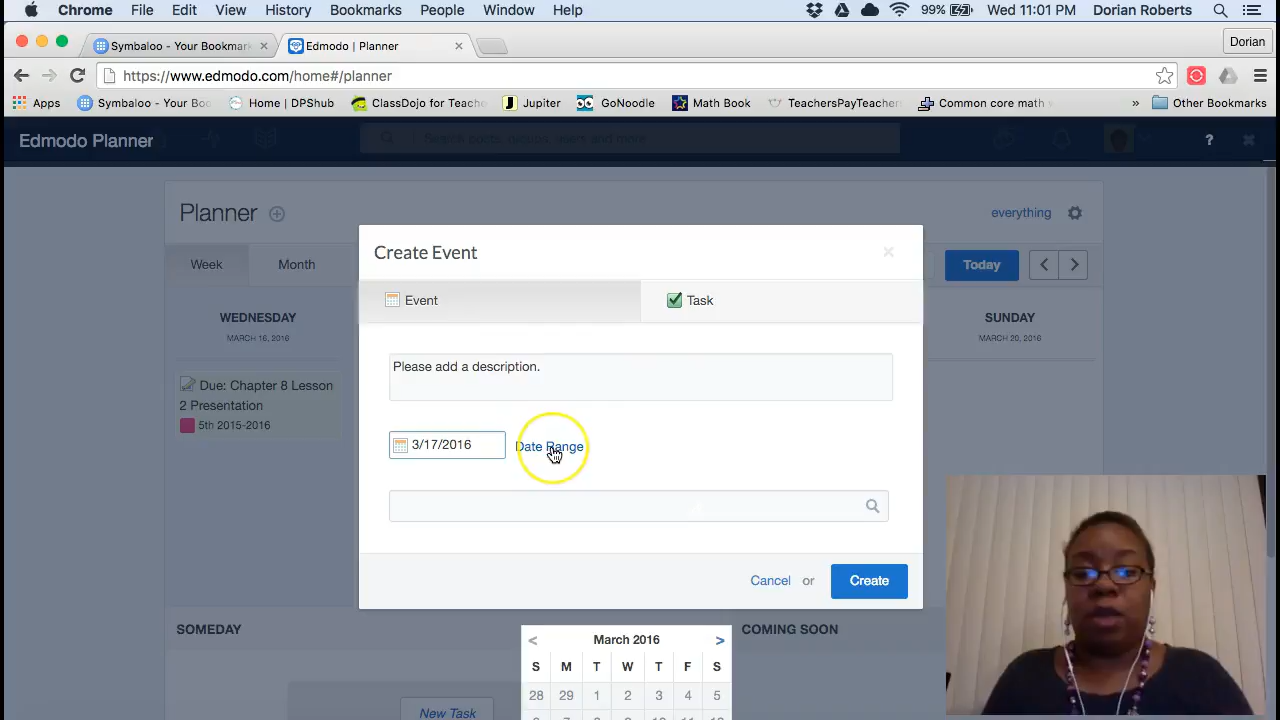 Chrome File Edit View History Bookmarks People Window Help 99% Wed 11:01 PM Dorian Roberts
Symbaloo - Your Bookmark Edmodo | Planner Dorian
https://www.edmodo.com/home#/planner
Apps Symbaloo - Your Boo Home | DPShub ClassDojo for Teache Jupiter GoNoodle Math Book TeachersPayTeacher Common core math » Other Bookmarks
Edmodo Planner ?
Planner everything
Week Month Today
Create Event
Event Task
WEDNESDAY
MARCH 16, 2016
SUNDAY
MARCH 20, 2016
Due: Chapter 8 Lesson
2 Presentation
5th 2015-2016
Please add a description.
3/17/2016 Date Range
Cancel or Create
SOMEDAY
COMING SOON
New Task
< March 2016 >
S M T W T F S
28 29 1 2 3 4 5